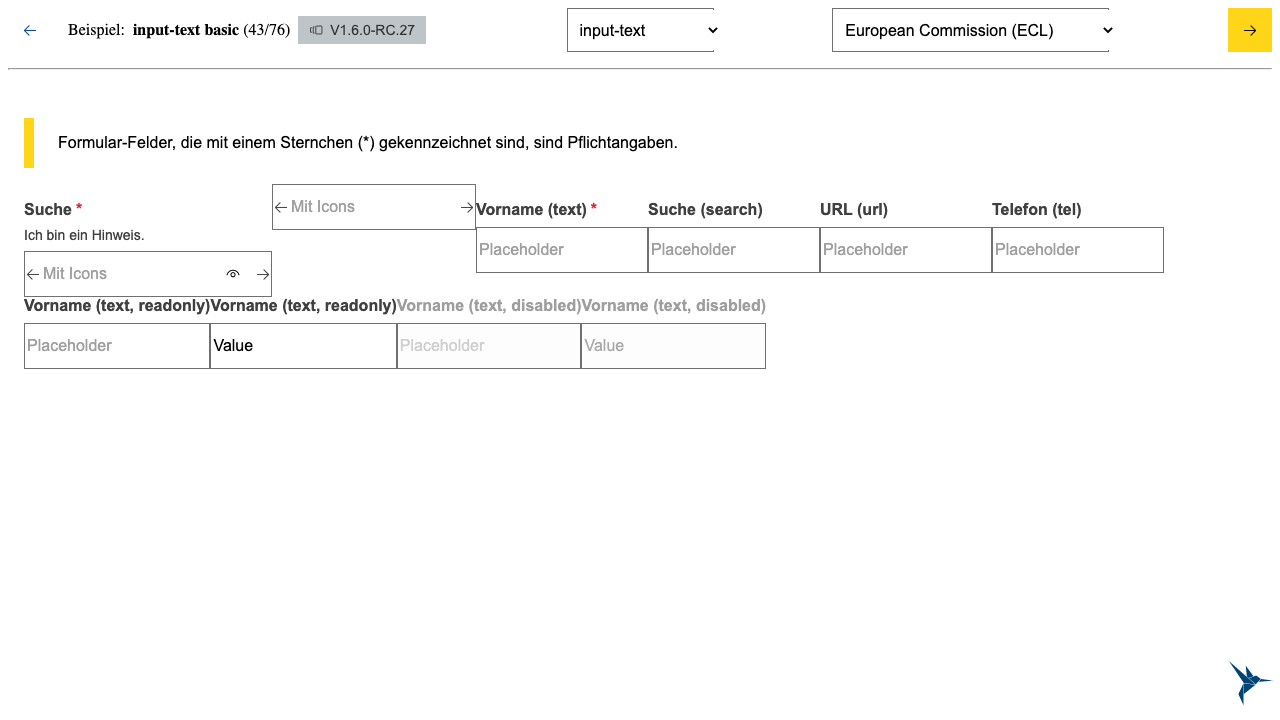 Beispiel: input-text basic (43/76) V1.6.0-RC.27 input-text European Commission (ECL)
Formular-Felder, die mit einem Sternchen (*) gekennzeichnet sind, sind Pflichtangaben.
Suche *
Ich bin ein Hinweis.
Mit Icons
Mit Icons
Vorname (text) * Suche (search) URL (url) Telefon (tel)
Placeholder Placeholder Placeholder Placeholder
Vorname (text, readonly) Vorname (text, readonly) Vorname (text, disabled) Vorname (text, disabled)
Placeholder Value Placeholder Value